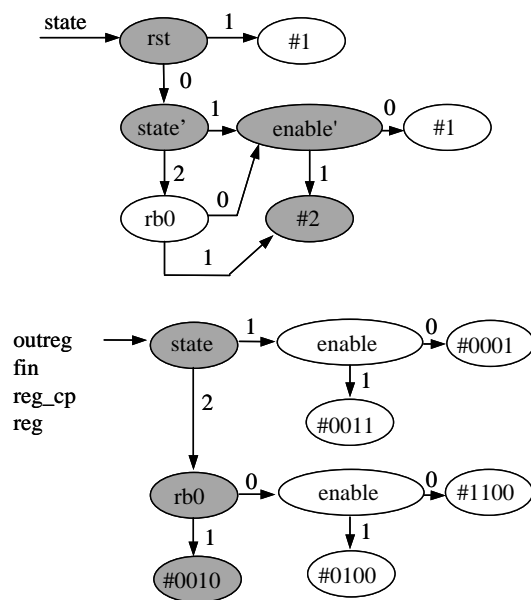 state
rst
1
#1
0
state’
1
enable'
0
#1
2
1
rb0
0
#2
1
outreg
fin
reg_cp
reg
state
1
enable
0
#0001
1
2
#0011
rb0
0
enable
0
#1100
1
1
#0010
#0100